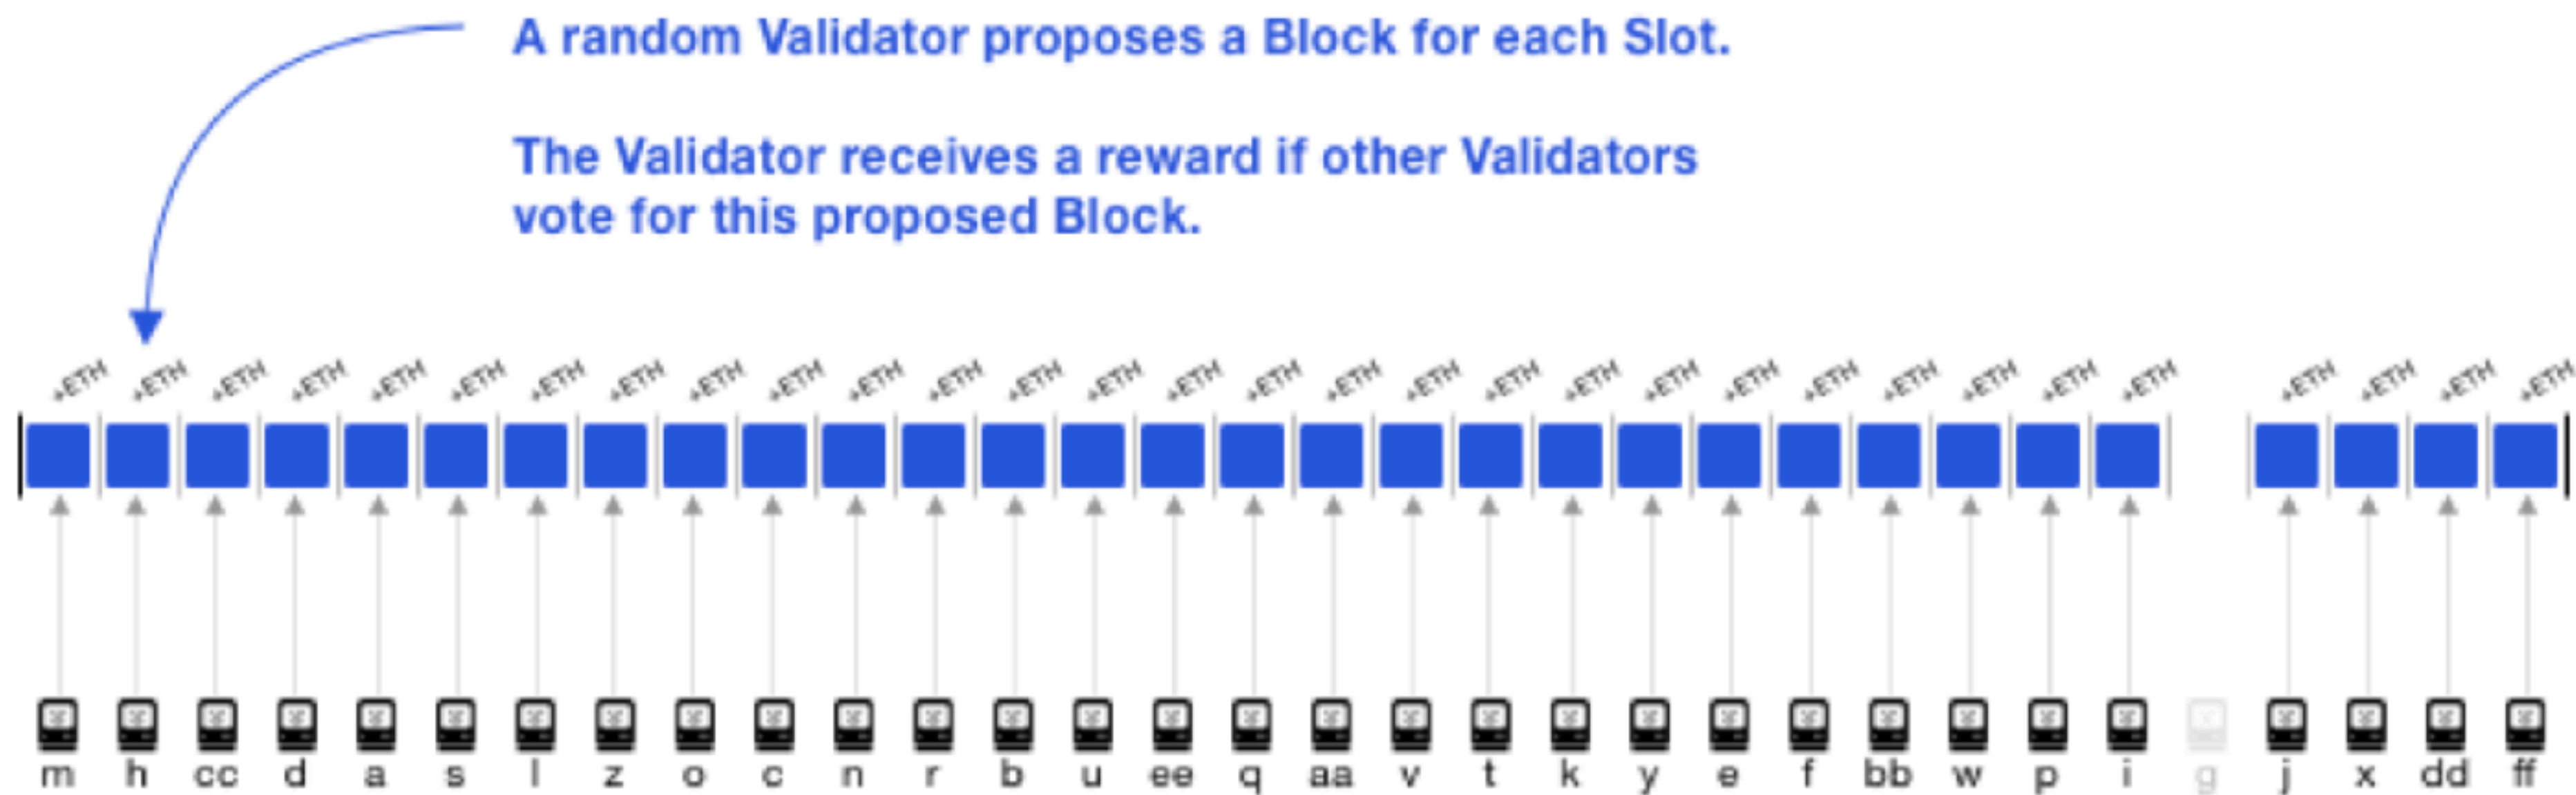 A random Validator proposes a Block for each Slot.
The Validator receives a reward if other Validators
vote for this proposed Block.
+ETH +ETH +ETH +ETH +ETH +ETH +ETH +ETH +ETH +ETH +ETH +ETH +ETH +ETH +ETH +ETH +ETH +ETH +ETH +ETH +ETH +ETH +ETH +ETH +ETH +ETH +ETH +ETH +ETH +ETH +ETH
m h cc d a s l z o c n r b u ee q aa v t k y e f bb w p i g j x dd ff